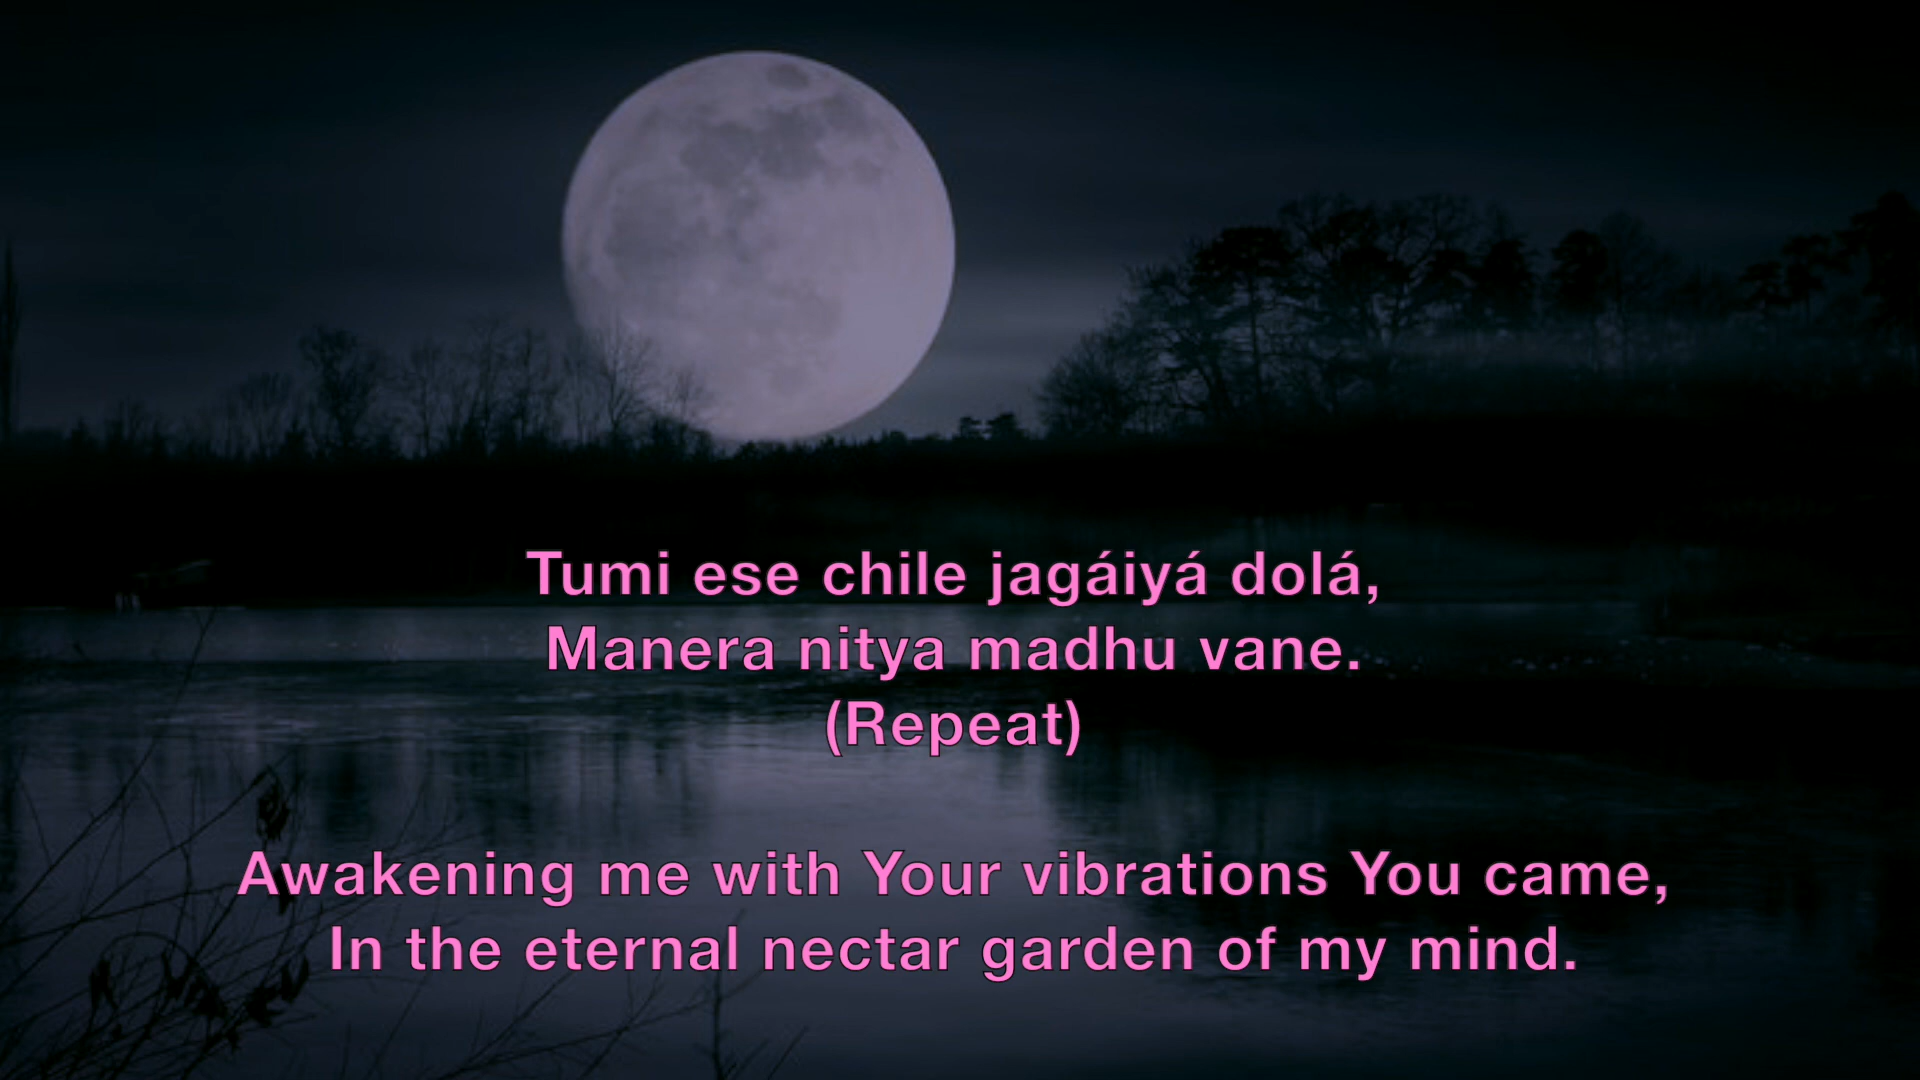 Tumi ese chile jagáiyá dolá,
Manera nitya madhu vane.
(Repeat)
Awakening me with Your vibrations You came,
In the eternal nectar garden of my mind.